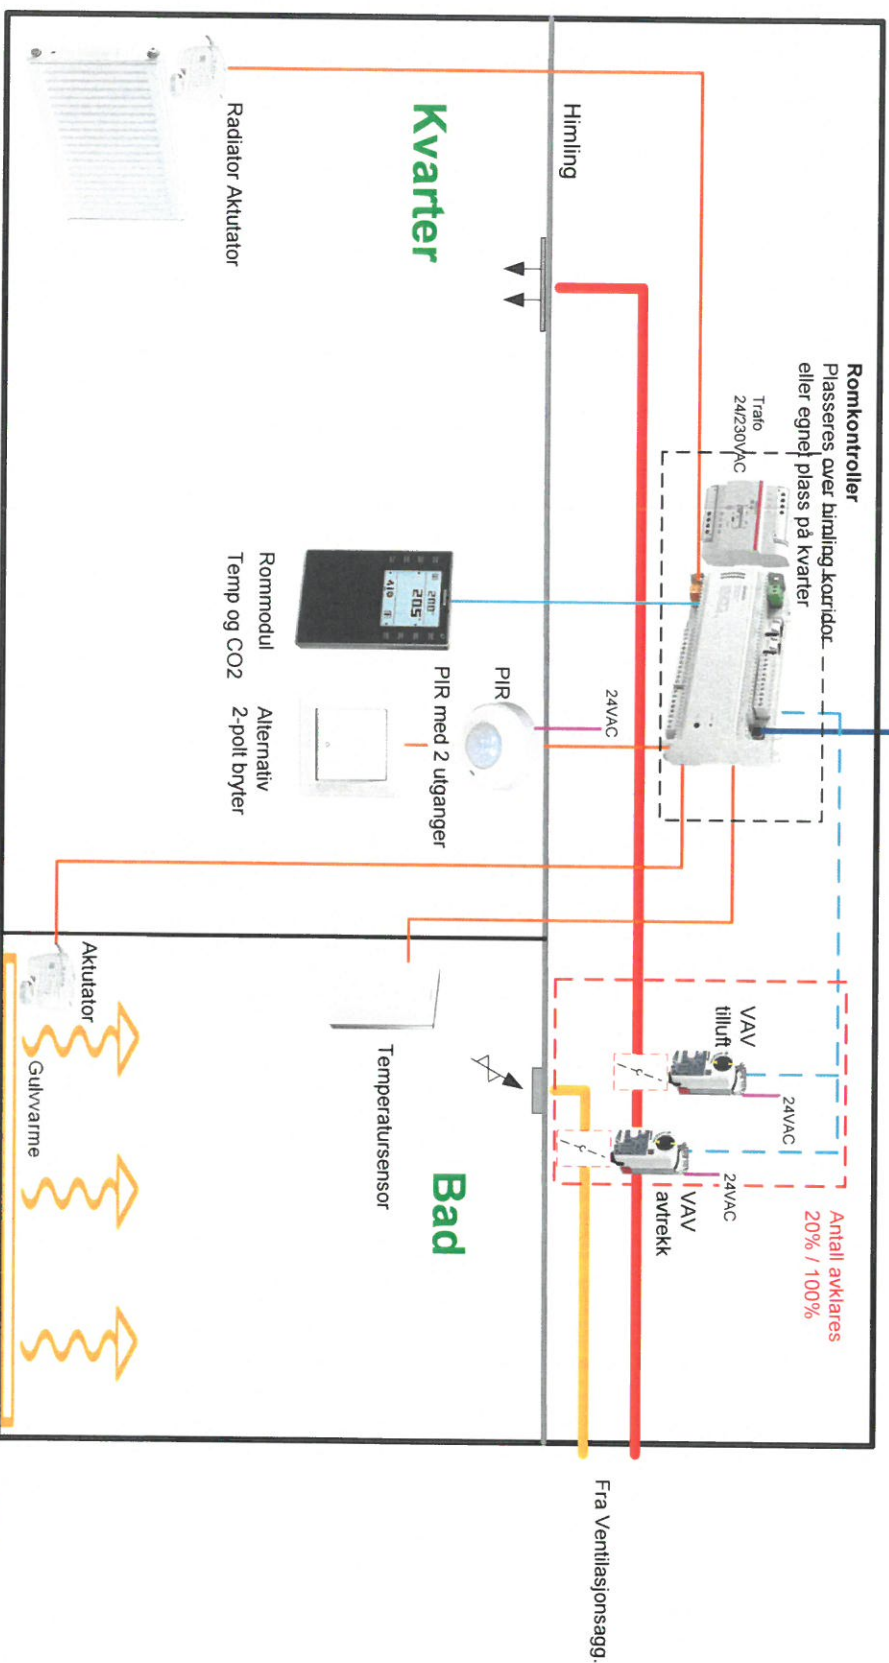 Romkontroller
Plasseres over himling korridor
eller egnet plass på kvarter
Trafo
24/230VAC
Himling
Kvarter
Radiator Aktutator
24VAC
PIR
PIR med 2 utganger
Rommodul
Temp og CO2
Alternativ
2-polt bryter
VAV
tilluft
24VAC
24VAC
VAV
avtrekk
Antall avklares
20% / 100%
Bad
Temperatursensor
Aktutator
Gulvvarme
Fra Ventilasjonsagg.